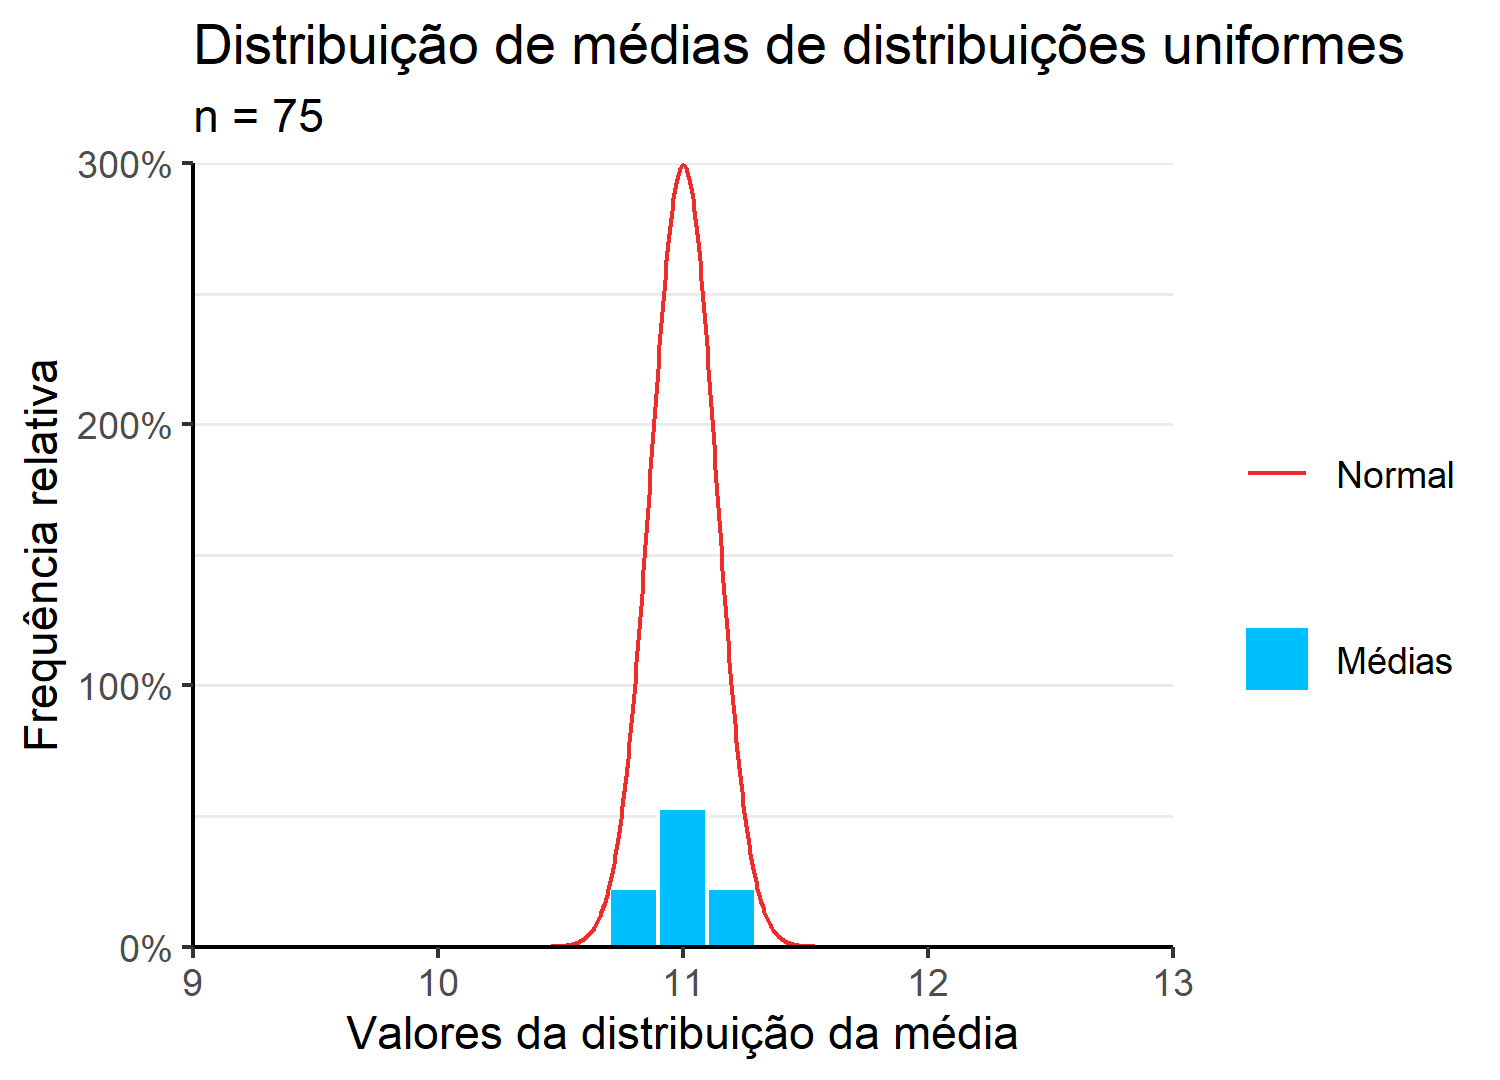 Distribuição de médias de distribuições uniformes
n = 75
Frequência relativa
300%
200%
100%
0%
9 10 11 12 13
Valores da distribuição da média
Normal
Médias